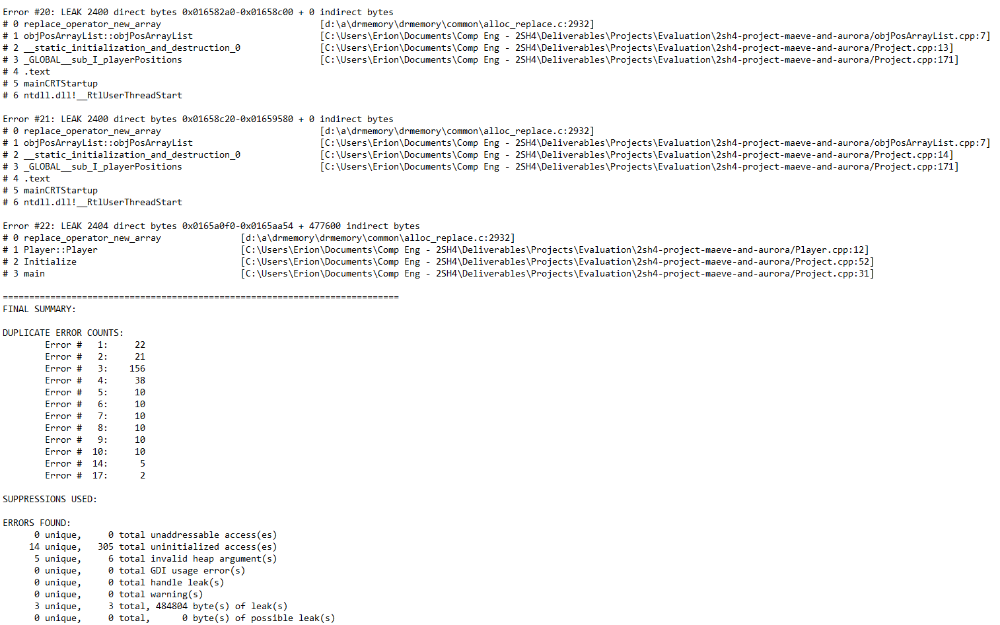 Error #20: LEAK 2400 direct bytes 0x016582a0-0x01658c00 + 0 indirect bytes
# 0 replace_operator_new_array                              [d:\a\drmemory\drmemory\common\alloc_replace.c:2932]
# 1 objPosArrayList::objPosArrayList                        [C:\Users\Erion\Documents\Comp Eng - 2SH4\Deliverables\Projects\Evaluation\2sh4-project-maeve-and-aurora/objPosArrayList.cpp:7]
# 2 __static_initialization_and_destruction_0               [C:\Users\Erion\Documents\Comp Eng - 2SH4\Deliverables\Projects\Evaluation\2sh4-project-maeve-and-aurora/Project.cpp:13]
# 3 _GLOBAL__sub_I_playerPositions                          [C:\Users\Erion\Documents\Comp Eng - 2SH4\Deliverables\Projects\Evaluation\2sh4-project-maeve-and-aurora/Project.cpp:171]
# 4 .text
# 5 mainCRTStartup
# 6 ntdll.dll!__RtlUserThreadStart

Error #21: LEAK 2400 direct bytes 0x01658c20-0x01659580 + 0 indirect bytes
# 0 replace_operator_new_array                              [d:\a\drmemory\drmemory\common\alloc_replace.c:2932]
# 1 objPosArrayList::objPosArrayList                        [C:\Users\Erion\Documents\Comp Eng - 2SH4\Deliverables\Projects\Evaluation\2sh4-project-maeve-and-aurora/objPosArrayList.cpp:7]
# 2 __static_initialization_and_destruction_0               [C:\Users\Erion\Documents\Comp Eng - 2SH4\Deliverables\Projects\Evaluation\2sh4-project-maeve-and-aurora/Project.cpp:14]
# 3 _GLOBAL__sub_I_playerPositions                          [C:\Users\Erion\Documents\Comp Eng - 2SH4\Deliverables\Projects\Evaluation\2sh4-project-maeve-and-aurora/Project.cpp:171]
# 4 .text
# 5 mainCRTStartup
# 6 ntdll.dll!__RtlUserThreadStart

Error #22: LEAK 2404 direct bytes 0x0165a0f0-0x0165aa54 + 477600 indirect bytes
# 0 replace_operator_new_array               [d:\a\drmemory\drmemory\common\alloc_replace.c:2932]
# 1 Player::Player                           [C:\Users\Erion\Documents\Comp Eng - 2SH4\Deliverables\Projects\Evaluation\2sh4-project-maeve-and-aurora/Player.cpp:12]
# 2 Initialize                               [C:\Users\Erion\Documents\Comp Eng - 2SH4\Deliverables\Projects\Evaluation\2sh4-project-maeve-and-aurora/Project.cpp:52]
# 3 main                                     [C:\Users\Erion\Documents\Comp Eng - 2SH4\Deliverables\Projects\Evaluation\2sh4-project-maeve-and-aurora/Project.cpp:31]

===========================================================================
FINAL SUMMARY:

DUPLICATE ERROR COUNTS:
	Error #   1:     22
	Error #   2:     21
	Error #   3:    156
	Error #   4:     38
	Error #   5:     10
	Error #   6:     10
	Error #   7:     10
	Error #   8:     10
	Error #   9:     10
	Error #  10:     10
	Error #  14:      5
	Error #  17:      2

SUPPRESSIONS USED:

ERRORS FOUND:
      0 unique,     0 total unaddressable access(es)
     14 unique,   305 total uninitialized access(es)
      5 unique,     6 total invalid heap argument(s)
      0 unique,     0 total GDI usage error(s)
      0 unique,     0 total handle leak(s)
      0 unique,     0 total warning(s)
      3 unique,     3 total, 484804 byte(s) of leak(s)
      0 unique,     0 total,      0 byte(s) of possible leak(s)